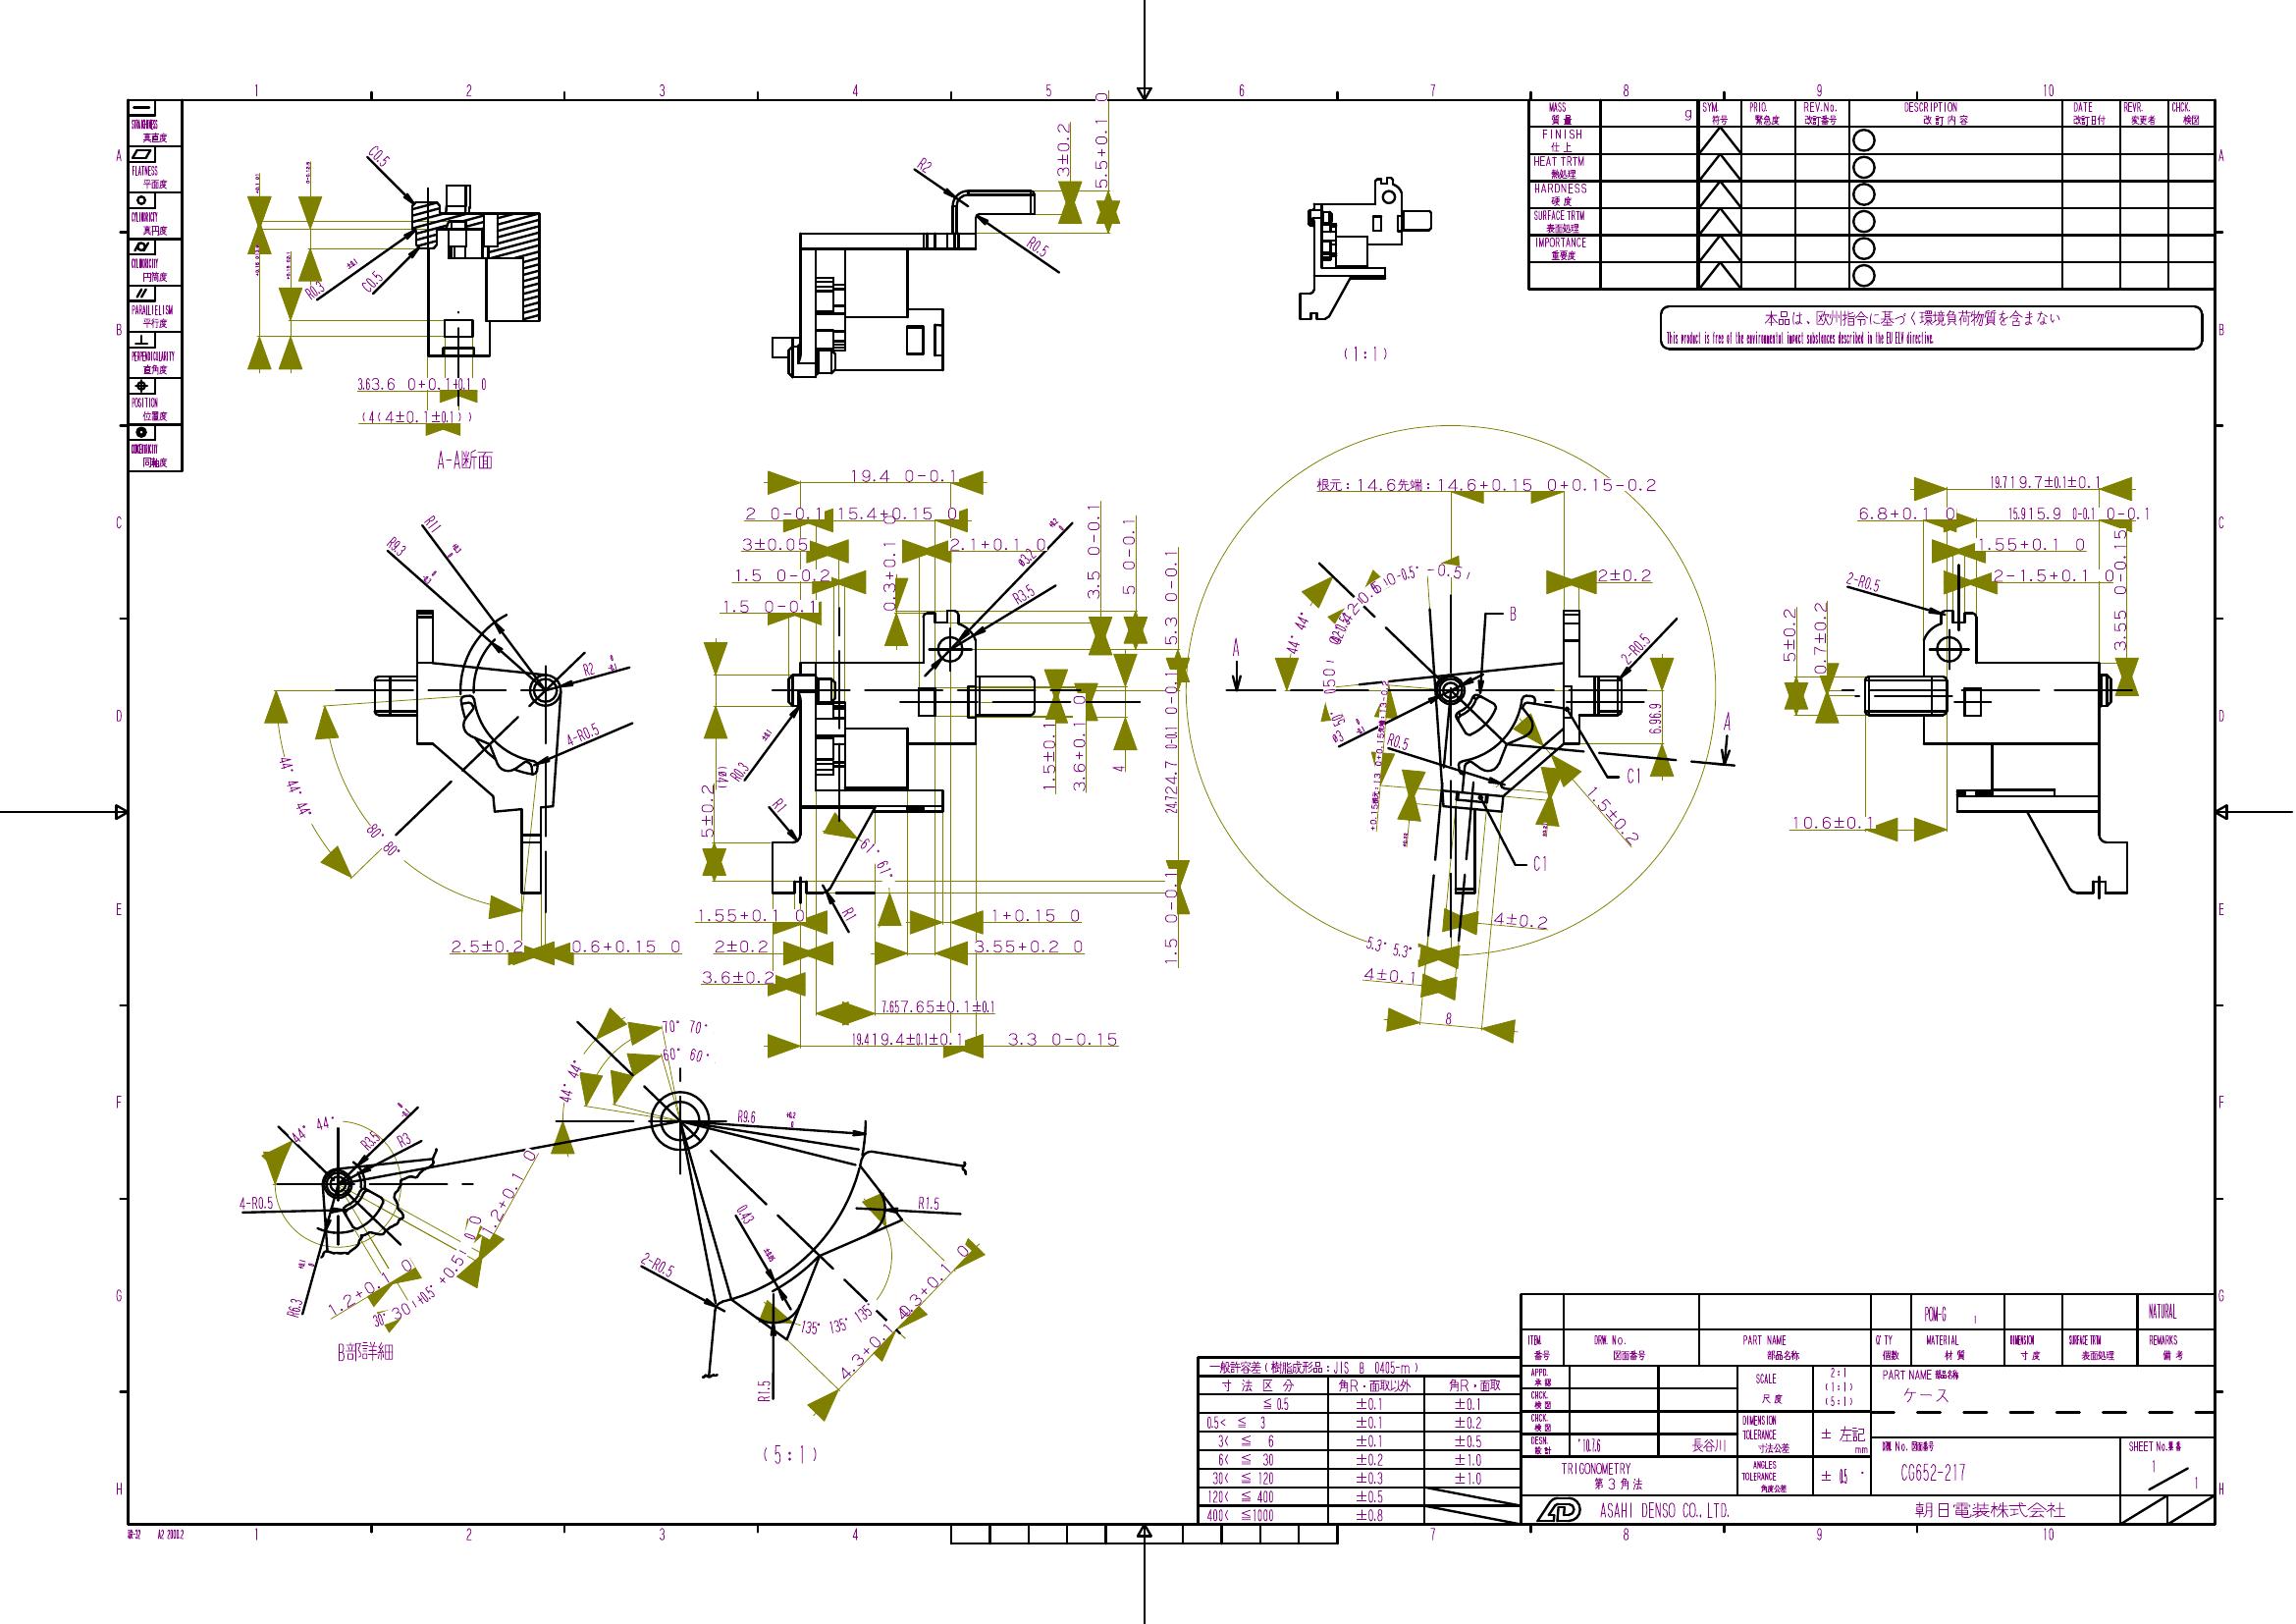 1 2 3 4 5 6 7 8 9 10
A
B
C
D
E
F
G
H
STRAIGHTNESS
真直度
FLATNESS
平面度
CYLINDRICITY
真円度
CYLINDRICITY
円筒度
PARALLELISM
平行度
PERPENDICULARITY
直角度
POSITION
位置度
CONCENTRICITY
同軸度
C0.5
R0.3
C0.5
3.63.6 0+0.1+0.1 0
(4(4±0.1±0.1))
A-A断面
R2
3±0.2
5.5+0.1 0
R0.5
(1:1)
MASS
質量
g
SYM.
符号
PRIO.
緊急度
REV.No.
改訂番号
DESCRIPTION
改訂内容
DATE
改訂日付
REVR.
変更者
CHCK.
検図
FINISH
仕上
HEAT TRTM
熱処理
HARDNESS
硬度
SURFACE TRTM
表面処理
IMPORTANCE
重要度
本品は、欧州指令に基づく環境負荷物質を含まない
This product is free of the environmental impact substances described in the EU ELV directive.
R11
R9.3
R2
4-R0.5
44° 44° 44°
80° 80°
2.5±0.2
0.6+0.15 0
19.4 0-0.1
2 0-0.1
15.4+0.15 0
3±0.05
2.1+0.1 0
1.5 0-0.2
1.5 0-0.1
0.3+0.1 0
ø3.2
R3.5
3.5 0-0.1
5 0-0.1
5.3 0-0.1
R0.3
5±0.2
R1
61° 61°
R1
1.5±0.1
3.6+0.1 0
4
24.724.7 0-0.1 0-0.1
1.5 0-0.1
1.55+0.1 0
1+0.15 0
2±0.2
3.55+0.2 0
3.6±0.2
7.657.65±0.1±0.1
19.419.4±0.1±0.1
3.3 0-0.15
根元:14.6先端:14.6+0.15 0+0.15-0.2
2±0.2
44° 44°
B
A
2-R0.5
ø3
R0.5
6.96.9
A
C1
1.5±0.2
C1
4±0.2
5.3° 5.3°
4±0.1
8
19.719.7±0.1±0.1
6.8+0.1 0
15.915.9 0-0.1 0-0.1
1.55+0.1 0
2-1.5+0.1 0
2-R0.5
5±0.2
0.7±0.2
3.55 0-0.15
10.6±0.1
44° 44°
R3.5
R3
4-R0.5
R6.3
1.2+0.1 0
1.2+0.1 0
B部詳細
70° 70°
60° 60°
44° 44°
R9.6
R1.5
0.43
2-R0.5
135° 135° 135°
4.3+0.1 0
4.3+0.1 0
R1.5
(5:1)
一般許容差(樹脂成形品:JIS B 0405-m)
寸法区分 角R・面取以外 角R・面取
≦0.5 ±0.1 ±0.1
0.5< ≦ 3 ±0.1 ±0.2
3< ≦ 6 ±0.1 ±0.5
6< ≦ 30 ±0.2 ±1.0
30< ≦120 ±0.3 ±1.0
120< ≦400 ±0.5
400< ≦1000 ±0.8
POM-G 1 NATURAL
ITEM. DRW. No. PART NAME Q'TY MATERIAL DIMENSION SURFACE TRTM REMARKS
番号 図面番号 部品名称 個数 材質 寸度 表面処理 備考
APPD.
承認
CHCK.
検図
CHCK.
検図
DESN.
設計
'10.7.6
長谷川
SCALE
尺度
2:1
(1:1)
(5:1)
DIMENSION
TOLERANCE
寸法公差
± 左記
mm
ANGLES
TOLERANCE
角度公差
± 0.5 °
TRIGONOMETRY
第3角法
PART NAME 部品名称
ケース
DRW. No. 図面番号
CG652-217
SHEET No.葉番
1
1
ASAHI DENSO CO., LTD.
朝日電装株式会社
A2 2000.2
1 2 3 4 7 8 9 10